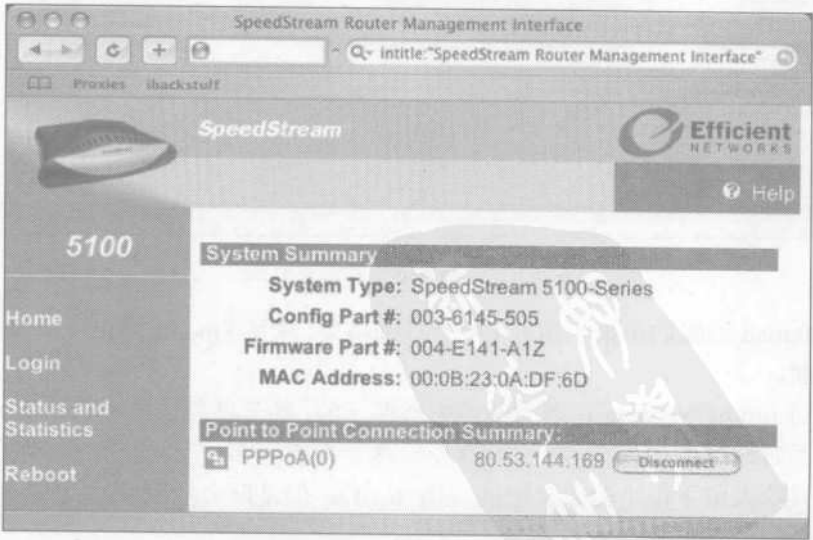 SpeedStream Router Management Interface
Q intitle:"SpeedStream Router Management Interface"
Proxies ihackstuff
SpeedStream
Efficient
NETWORKS
Help
5100
System Summary
System Type: SpeedStream 5100-Series
Config Part#: 003-6145-505
Firmware Part#: 004-E141-A1Z
MAC Address: 00:0B:23:0A:DF:6D
Home
Login
Status and
Statistics
Reboot
Point to Point Connection Summary:
PPPoA(0) 80.53.144.169 Disconnect